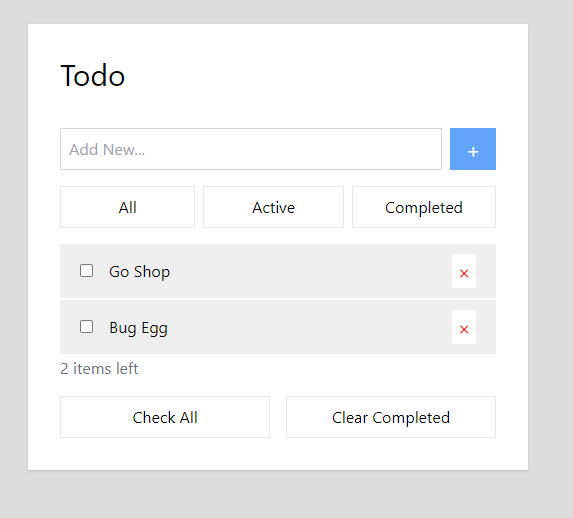 Todo
Add New...
+
All Active Completed
Go Shop ×
Bug Egg ×
2 items left
Check All Clear Completed